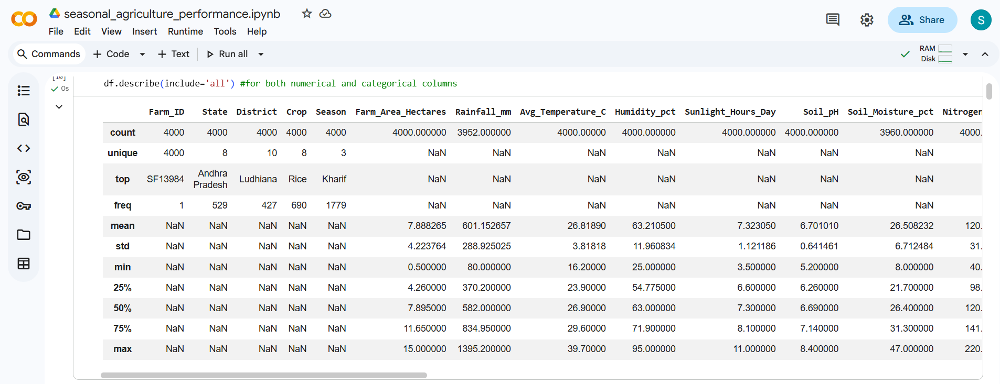 seasonal_agriculture_performance.ipynb
File Edit View Insert Runtime Tools Help
Share
S
Commands + Code + Text Run all
RAM
Disk
[10]
0s
df.describe(include='all') #for both numerical and categorical columns
Farm_ID State District Crop Season Farm_Area_Hectares Rainfall_mm Avg_Temperature_C Humidity_pct Sunlight_Hours_Day Soil_pH Soil_Moisture_pct Nitrogen
count 4000 4000 4000 4000 4000 4000.000000 3952.000000 4000.00000 4000.000000 4000.000000 4000.000000 3960.000000 4000.
unique 4000 8 10 8 3 NaN NaN NaN NaN NaN NaN NaN
top SF13984 Andhra Pradesh Ludhiana Rice Kharif NaN NaN NaN NaN NaN NaN NaN
freq 1 529 427 690 1779 NaN NaN NaN NaN NaN NaN NaN
mean NaN NaN NaN NaN NaN 7.888265 601.152657 26.81890 63.210500 7.323050 6.701010 26.508232 120.
std NaN NaN NaN NaN NaN 4.223764 288.925025 3.81818 11.960834 1.121186 0.641461 6.712484 31.
min NaN NaN NaN NaN NaN 0.500000 80.000000 16.20000 25.000000 3.500000 5.200000 8.000000 40.
25% NaN NaN NaN NaN NaN 4.260000 370.200000 23.90000 54.775000 6.600000 6.260000 21.700000 98.
50% NaN NaN NaN NaN NaN 7.895000 582.000000 26.90000 63.000000 7.300000 6.690000 26.400000 120.
75% NaN NaN NaN NaN NaN 11.650000 834.950000 29.60000 71.900000 8.100000 7.140000 31.300000 141.
max NaN NaN NaN NaN NaN 15.000000 1395.200000 39.70000 95.000000 11.000000 8.400000 47.000000 220.